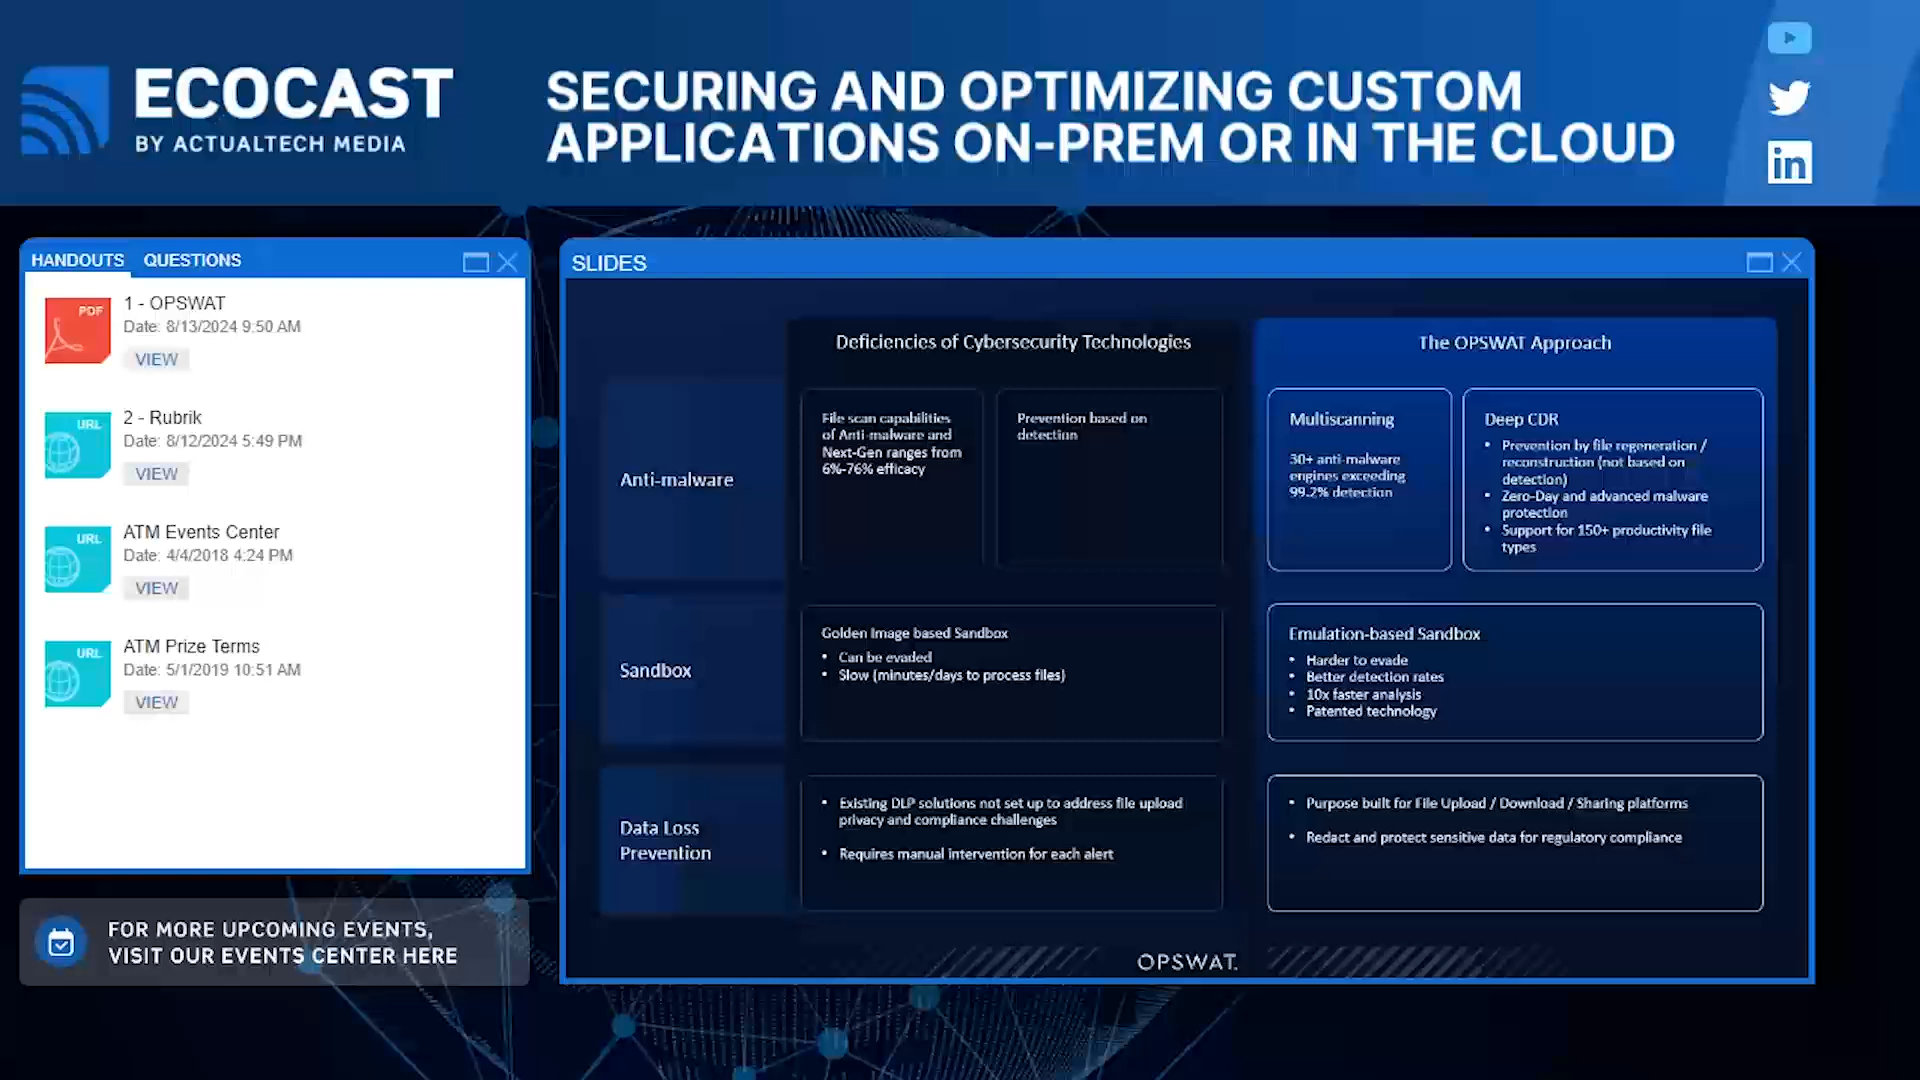 ECOCAST
BY ACTUALTECH MEDIA
SECURING AND OPTIMIZING CUSTOM
APPLICATIONS ON-PREM OR IN THE CLOUD
in
HANDOUTS QUESTIONS
PDF
1 - OPSWAT
Date: 8/13/2024 9:50 AM
VIEW
URL
2 - Rubrik
Date: 8/12/2024 5:49 PM
VIEW
URL
ATM Events Center
Date: 4/4/2018 4:24 PM
VIEW
URL
ATM Prize Terms
Date: 5/1/2019 10:51 AM
VIEW
FOR MORE UPCOMING EVENTS,
VISIT OUR EVENTS CENTER HERE
SLIDES
Deficiencies of Cybersecurity Technologies
The OPSWAT Approach
Anti-malware
File scan capabilities
of Anti-malware and
Next-Gen ranges from
6%-76% efficacy
Prevention based on
detection
Multiscanning
30+ anti-malware
engines exceeding
99.2% detection
Deep CDR
• Prevention by file regeneration /
reconstruction (not based on
detection)
• Zero-Day and advanced malware
protection
• Support for 150+ productivity file
types
Sandbox
Golden Image based Sandbox
• Can be evaded
• Slow (minutes/days to process files)
Emulation-based Sandbox
• Harder to evade
• Better detection rates
• 10x faster analysis
• Patented technology
Data Loss
Prevention
• Existing DLP solutions not set up to address file upload
privacy and compliance challenges
• Requires manual intervention for each alert
• Purpose built for File Upload / Download / Sharing platforms
• Redact and protect sensitive data for regulatory compliance
OPSWAT.